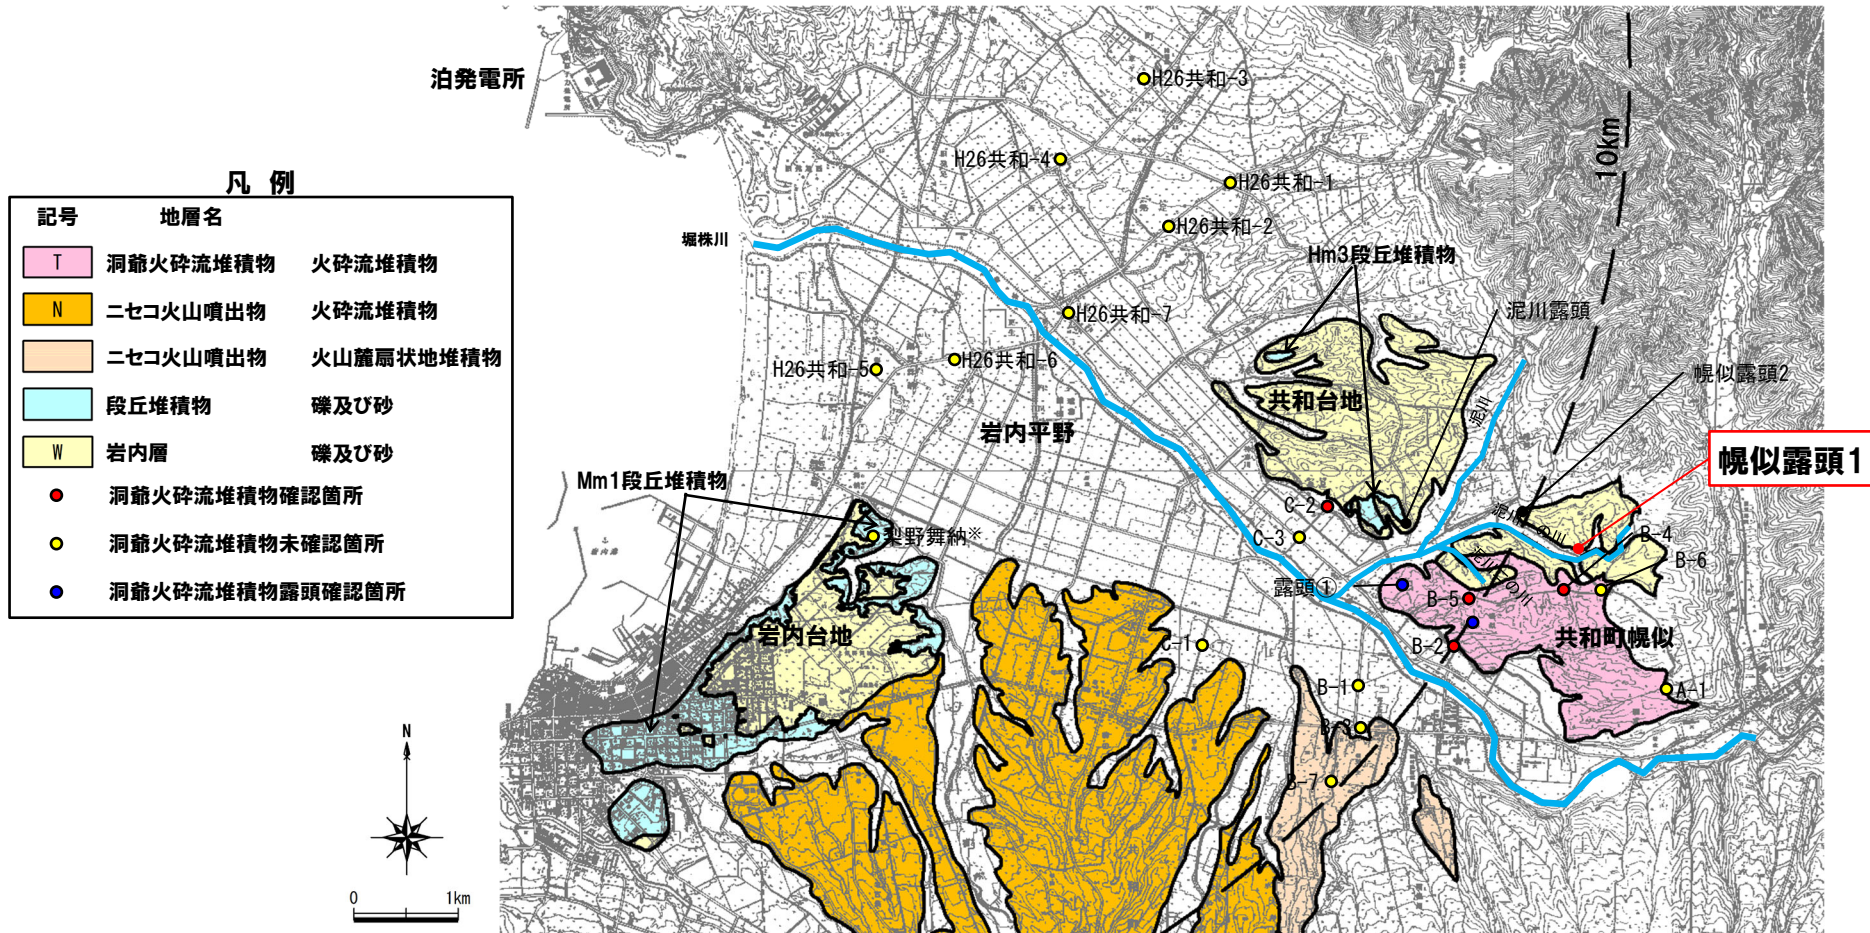 泊発電所
凡 例
記号 地層名
T 洞爺火砕流堆積物 火砕流堆積物
N ニセコ火山噴出物 火砕流堆積物
ニセコ火山噴出物 火山麓扇状地堆積物
段丘堆積物 礫及び砂
W 岩内層 礫及び砂
洞爺火砕流堆積物確認箇所
洞爺火砕流堆積物未確認箇所
洞爺火砕流堆積物露頭確認箇所
N
0 1km
H26共和-3
H26共和-4
H26共和-1
H26共和-2
10km
堀株川
Hm3段丘堆積物
H26共和-7
泥川露頭
H26共和-6
H26共和-5
幌似露頭2
共和台地
泥川
岩内平野
幌似露頭1
Mm1段丘堆積物
C-2
梨野舞納※
C-3
B-4
B-6
露頭①
B-5
岩内台地
共和町幌似
C-1
B-2
B-1
A-1
B-3
B-7